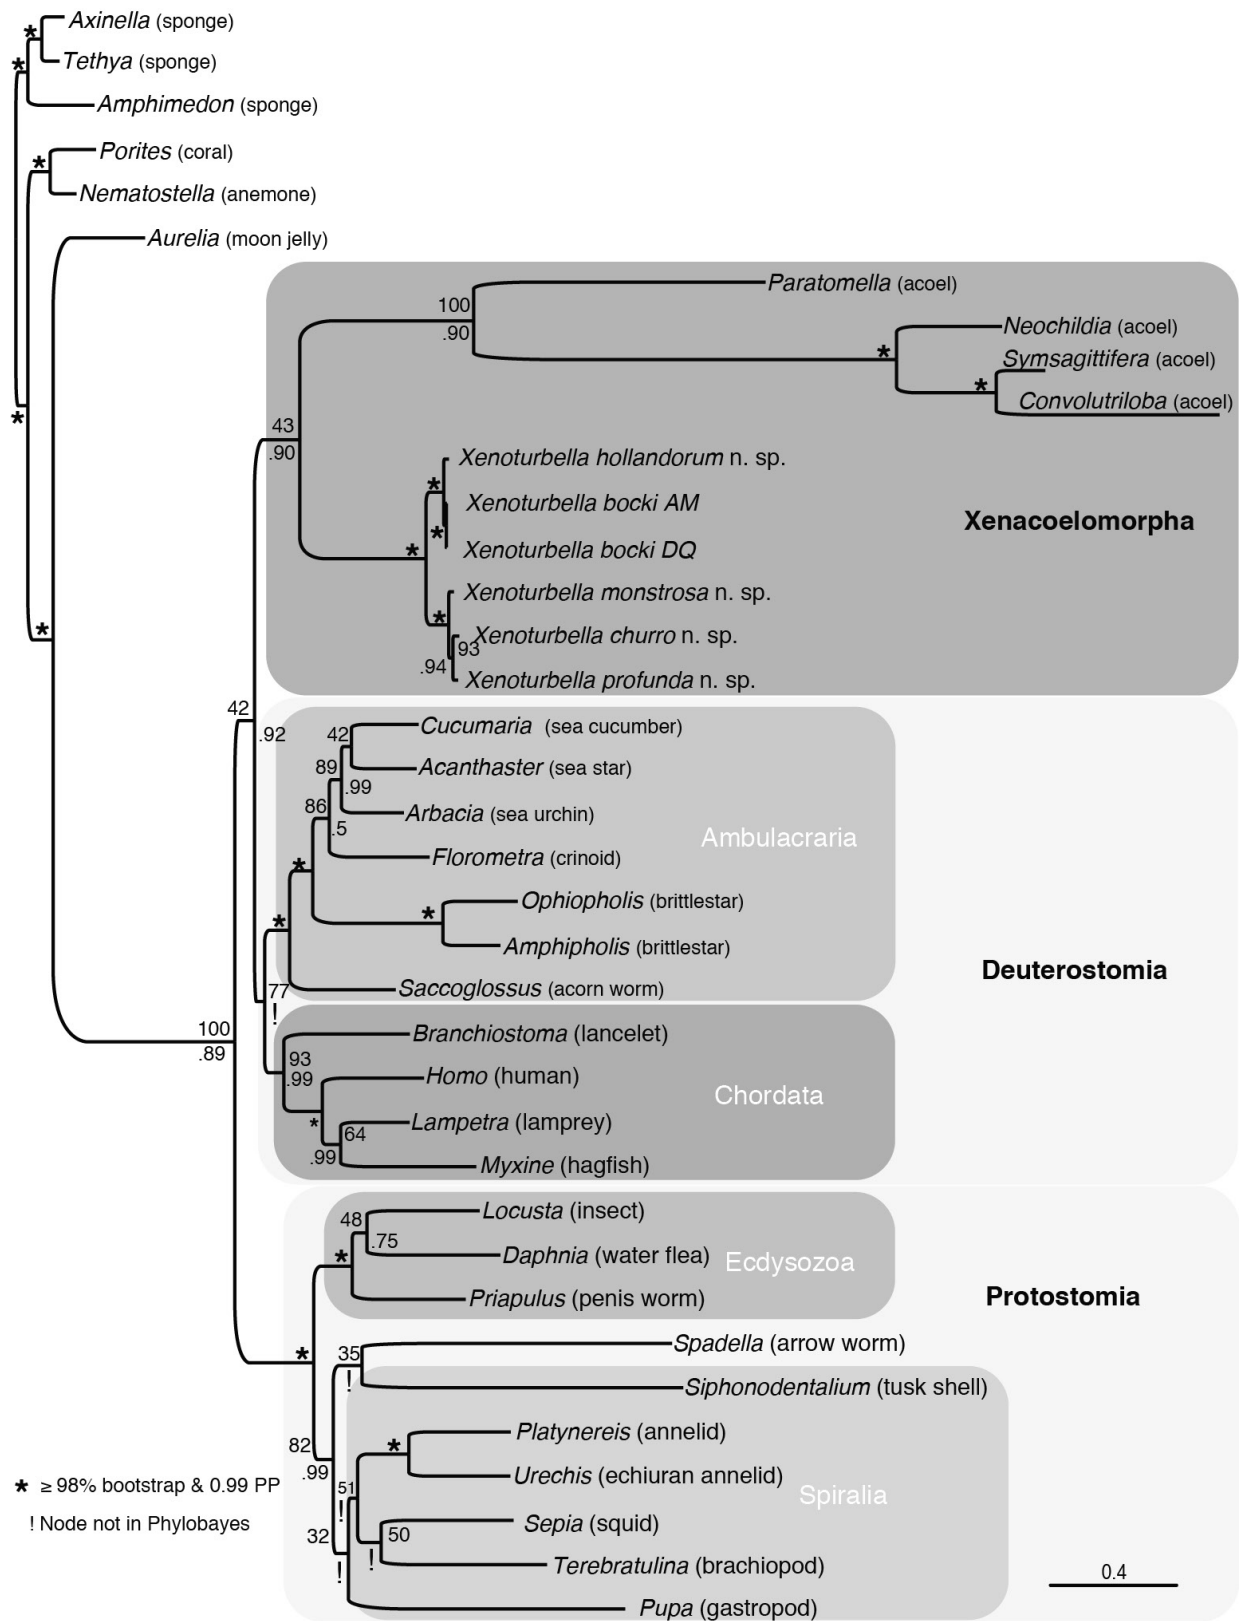 * Axinella (sponge)
* Tethya (sponge)
Amphimedon (sponge)
* Porites (coral)
Nematostella (anemone)
Aurelia (moon jelly)
Paratomella (acoel)
100
.90
Neochildia (acoel)
*
Symsagittifera (acoel)
*
Convolutriloba (acoel)
*
43
.90
Xenoturbella hollandorum n. sp.
*
Xenoturbella bocki AM
Xenacoelomorpha
*
Xenoturbella bocki DQ
*
Xenoturbella monstrosa n. sp.
*
Xenoturbella churro n. sp.
*
93
.94
Xenoturbella profunda n. sp.
42
.92
Cucumaria (sea cucumber)
42
Acanthaster (sea star)
89
.99
Arbacia (sea urchin)
86
.5
Ambulacraria
Florometra (crinoid)
*
Ophiopholis (brittlestar)
*
*
Amphipholis (brittlestar)
Deuterostomia
Saccoglossus (acorn worm)
77
!
100
.89
Branchiostoma (lancelet)
93
.99
Homo (human)
Chordata
*
Lampetra (lamprey)
64
.99
Myxine (hagfish)
Locusta (insect)
48
.75
Daphnia (water flea)
*
Ecdysozoa
Priapulus (penis worm)
Protostomia
*
Spadella (arrow worm)
35
!
Siphonodentalium (tusk shell)
Platynereis (annelid)
*
82
.99
Urechis (echiuran annelid)
51
!
Spiralia
* ≥ 98% bootstrap & 0.99 PP
! Node not in Phylobayes
Sepia (squid)
50
!
32
!
Terebratulina (brachiopod)
0.4
Pupa (gastropod)